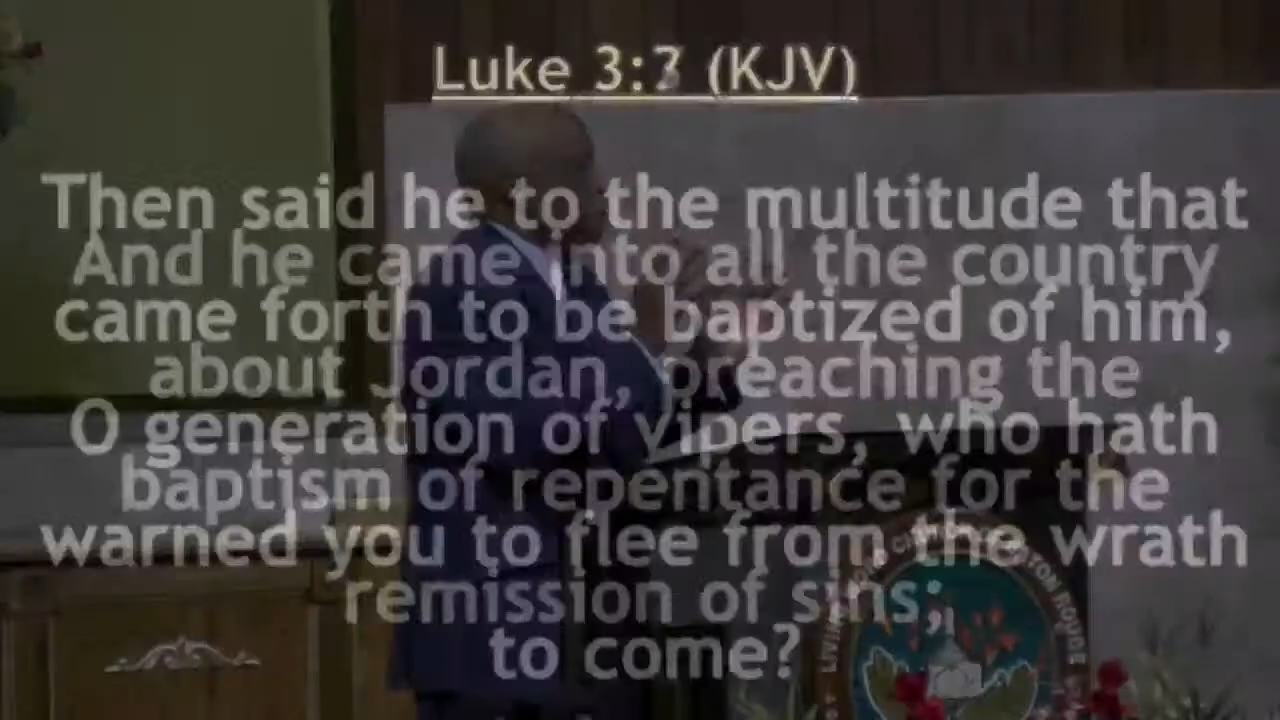 Luke 3:7 (KJV)
Then said he to the multitude that
And he came into all the country
came forth to be baptized of him,
about Jordan, preaching the
O generation of vipers, who hath
baptism of repentance for the
warned you to flee from the wrath
remission of sins;
to come?